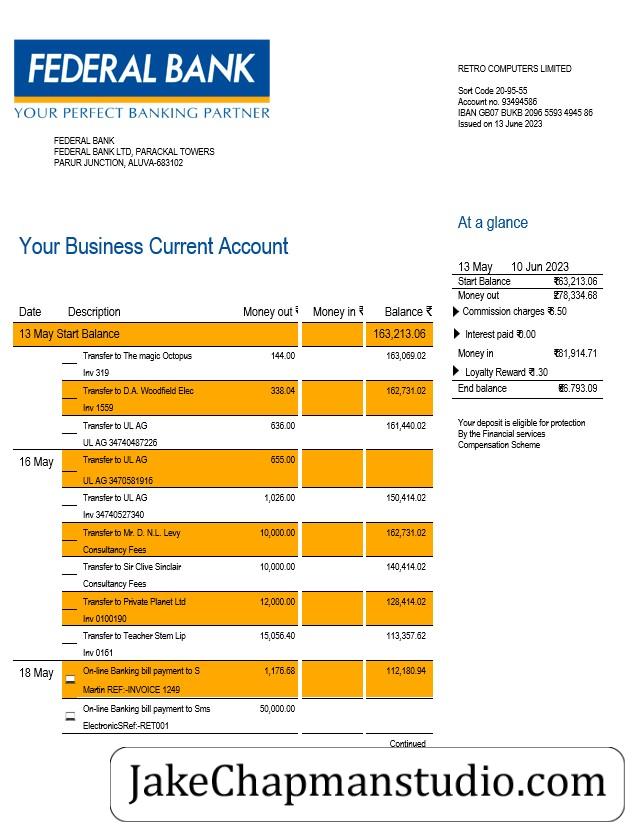 FEDERAL BANK
YOUR PERFECT BANKING PARTNER
RETRO COMPUTERS LIMITED
Sort Code 20-95-55
Account no. 93494586
IBAN GB07 BUKB 2096 5593 4945 86
Issued on 13 June 2023
FEDERAL BANK
FEDERAL BANK LTD, PARACKAL TOWERS
PARUR JUNCTION, ALUVA-683102
At a glance
Your Business Current Account
13 May 10 Jun 2023
Start Balance ₹63,213.06
Money out 278,334.68
Commission charges ₹8.50
Interest paid ₹0.00
Money in ₹81,914.71
Loyalty Reward ₹1.30
End balance 6.793.09
Your deposit is eligible for protection
By the Financial services
Compensation Scheme
Date Description Money out ₹ Money in ₹ Balance ₹
13 May Start Balance 163,213.06
Transfer to The magic Octopus 144.00 163,069.02
Inv 319
Transfer to D.A. Woodfield Elec 338.04 162,731.02
Inv 1559
Transfer to UL AG 636.00 161,440.02
UL AG 34740487226
16 May Transfer to UL AG 655.00
UL AG 3470581916
Transfer to UL AG 1,026.00 150,414.02
Inv 34740527340
Transfer to Mr. D. N.L. Levy 10,000.00 162,731.02
Consultancy Fees
Transfer to Sir Clive Sinclair 10,000.00 140,414.02
Consultancy Fees
Transfer to Private Planet Ltd 12,000.00 128,414.02
Inv 0100190
Transfer to Teacher Stem Lip 15,056.40 113,357.62
Inv 0161
18 May On-line Banking bill payment to S 1,176.68 112,180.94
Martin REF:-INVOICE 1249
On-line Banking bill payment to Sms 50,000.00
ElectronicSRef:-RET001
Continued
JakeChapmanstudio.com